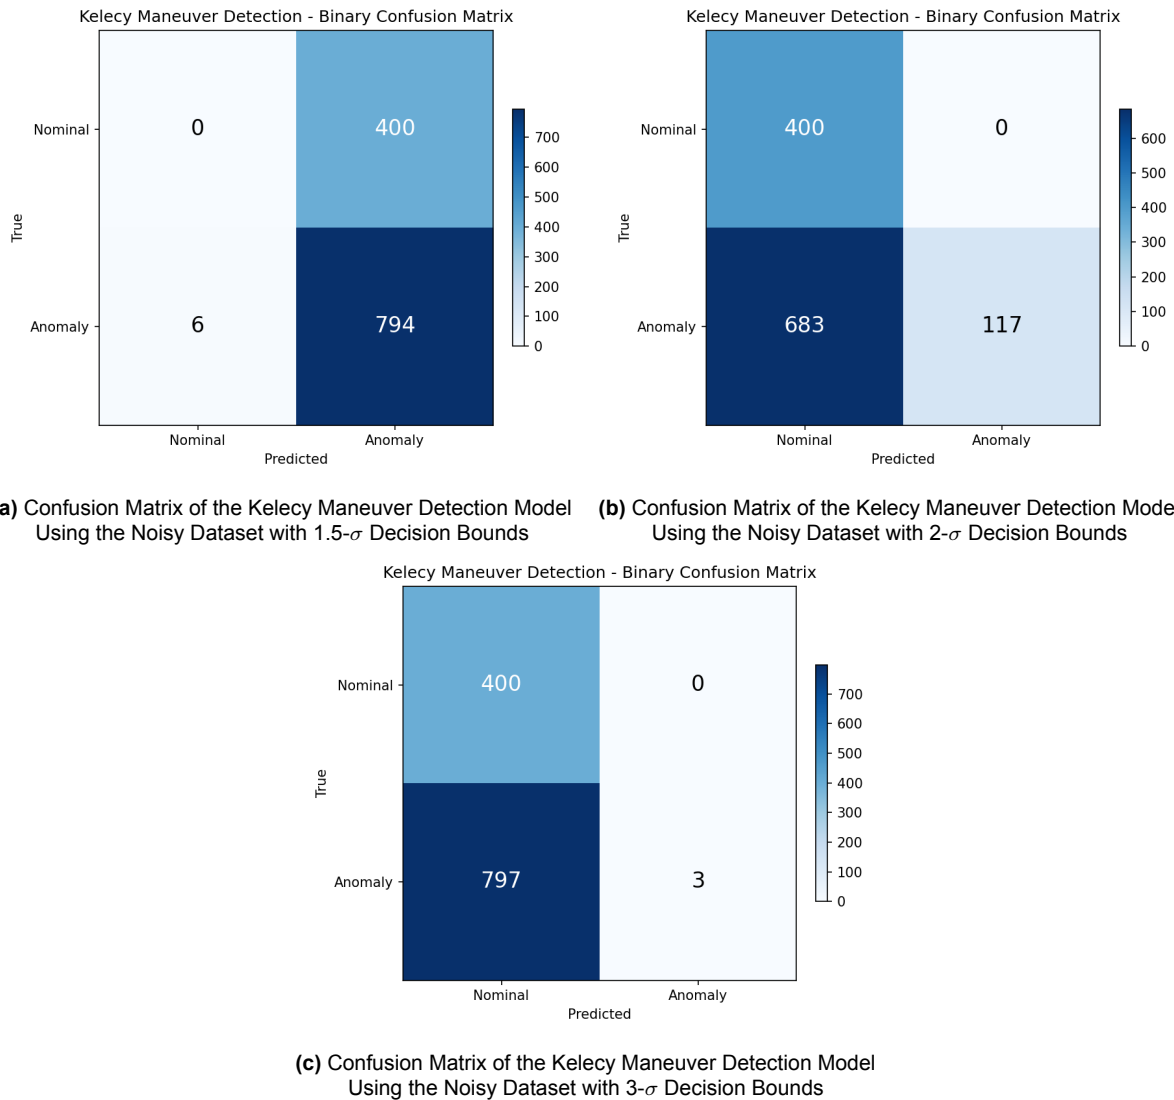 Kelecy Maneuver Detection - Binary Confusion Matrix
Nominal
0
400
Anomaly
6
794
True
Nominal
Anomaly
Predicted
700
600
500
400
300
200
100
0
a) Confusion Matrix of the Kelecy Maneuver Detection Model
Using the Noisy Dataset with 1.5-σ Decision Bounds
Kelecy Maneuver Detection - Binary Confusion Matrix
Nominal
400
0
Anomaly
683
117
True
Nominal
Anomaly
Predicted
600
500
400
300
200
100
0
(b) Confusion Matrix of the Kelecy Maneuver Detection Mode
Using the Noisy Dataset with 2-σ Decision Bounds
Kelecy Maneuver Detection - Binary Confusion Matrix
Nominal
400
0
Anomaly
797
3
True
Nominal
Anomaly
Predicted
700
600
500
400
300
200
100
0
(c) Confusion Matrix of the Kelecy Maneuver Detection Model
Using the Noisy Dataset with 3-σ Decision Bounds